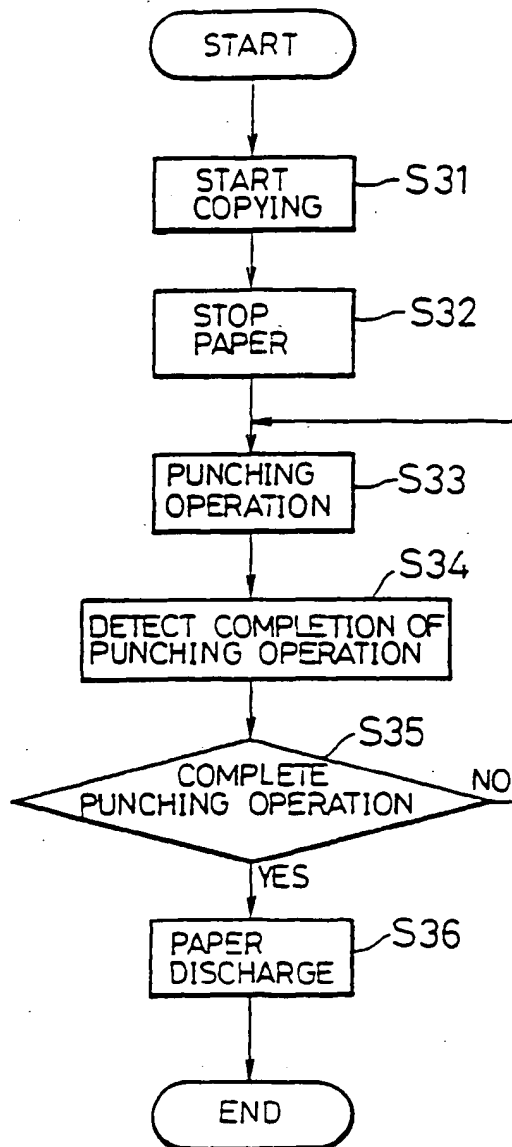 START
START
COPYING
S31
STOP
PAPER
S32
PUNCHING
OPERATION
S33
S34
DETECT COMPLETION OF
PUNCHING OPERATION
S35
COMPLETE
PUNCHING OPERATION
NO
YES
PAPER
DISCHARGE
S36
END